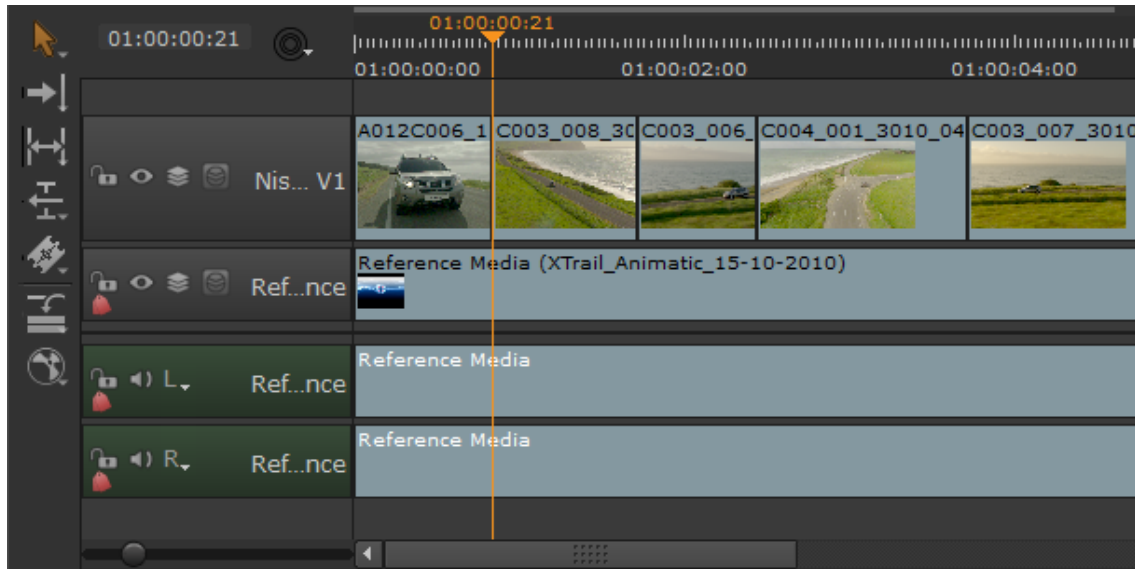 01:00:00:21
01:00:00:21
01:00:00:00 01:00:02:00 01:00:04:00
Nis... V1
A012C006_1 C003_008_30 C003_006_ C004_001_3010_04 C003_007_3010
Ref...nce
Reference Media (XTrail_Animatic_15-10-2010)
L
Ref...nce
Reference Media
R
Ref...nce
Reference Media